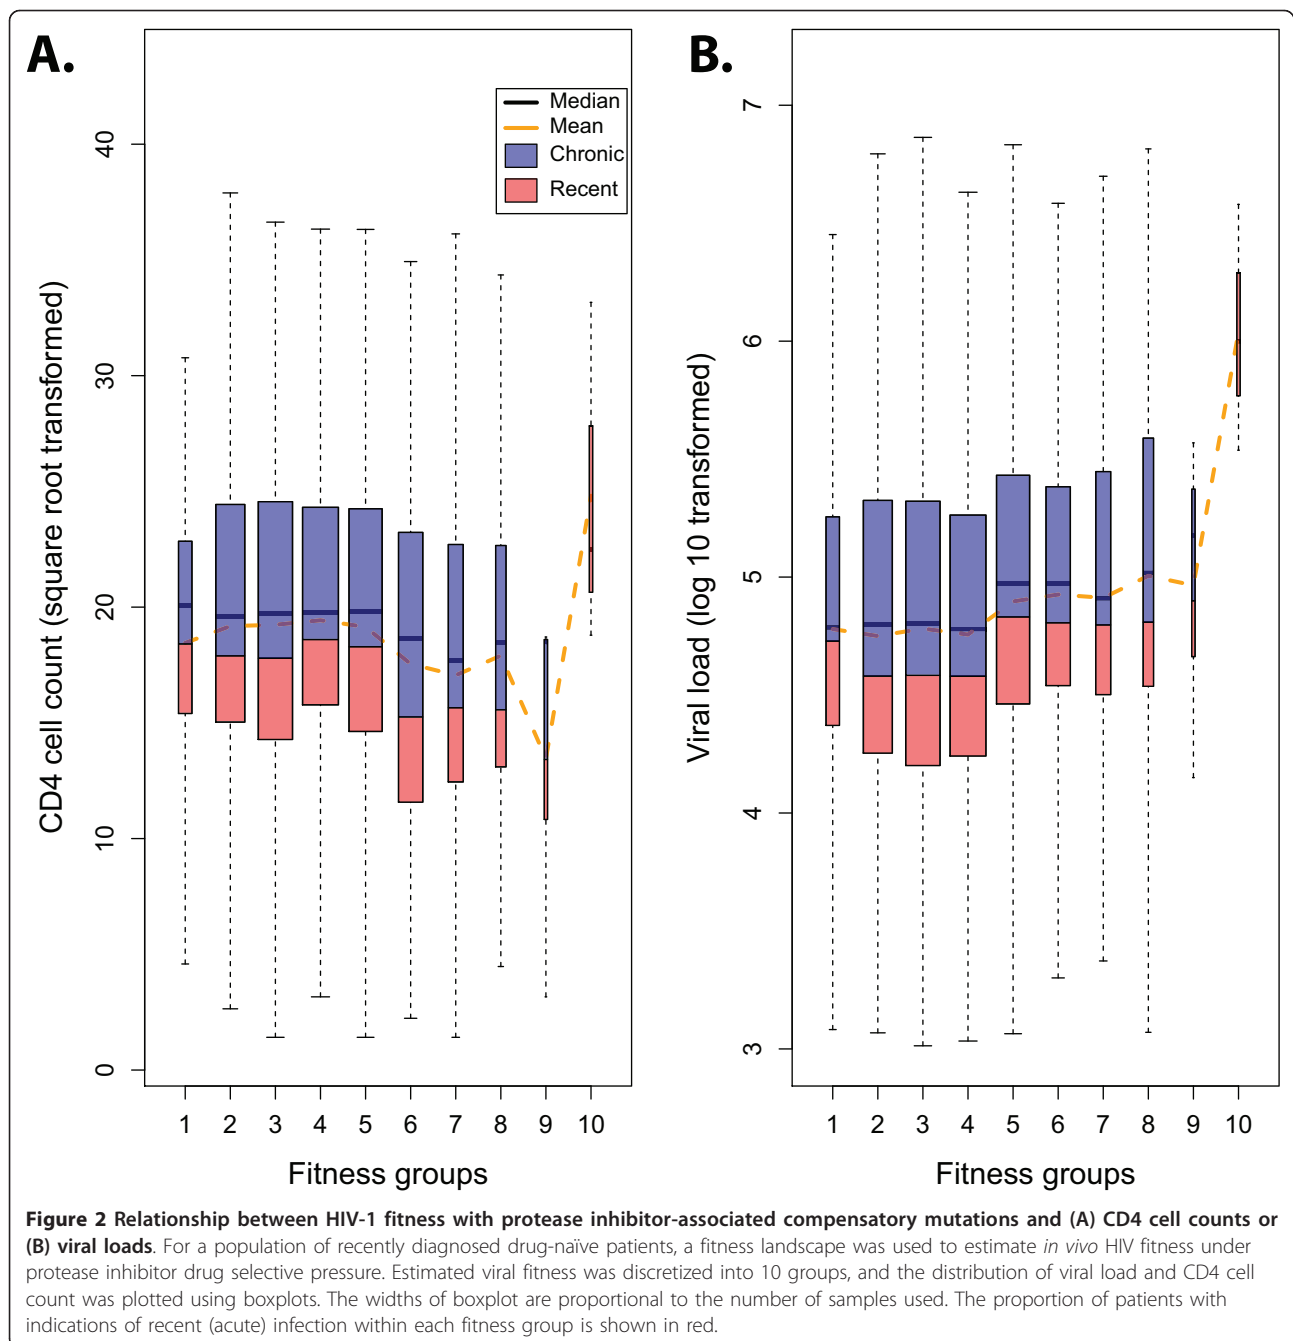 A.
Median
Mean
Chronic
Recent
40
30
20
10
0
CD4 cell count (square root transformed)
1 2 3 4 5 6 7 8 9 10
Fitness groups
B.
7
6
5
4
3
Viral load (log 10 transformed)
1 2 3 4 5 6 7 8 9 10
Fitness groups
Figure 2 Relationship between HIV-1 fitness with protease inhibitor-associated compensatory mutations and (A) CD4 cell counts or
(B) viral loads. For a population of recently diagnosed drug-naïve patients, a fitness landscape was used to estimate in vivo HIV fitness under
protease inhibitor drug selective pressure. Estimated viral fitness was discretized into 10 groups, and the distribution of viral load and CD4 cell
count was plotted using boxplots. The widths of boxplot are proportional to the number of samples used. The proportion of patients with
indications of recent (acute) infection within each fitness group is shown in red.